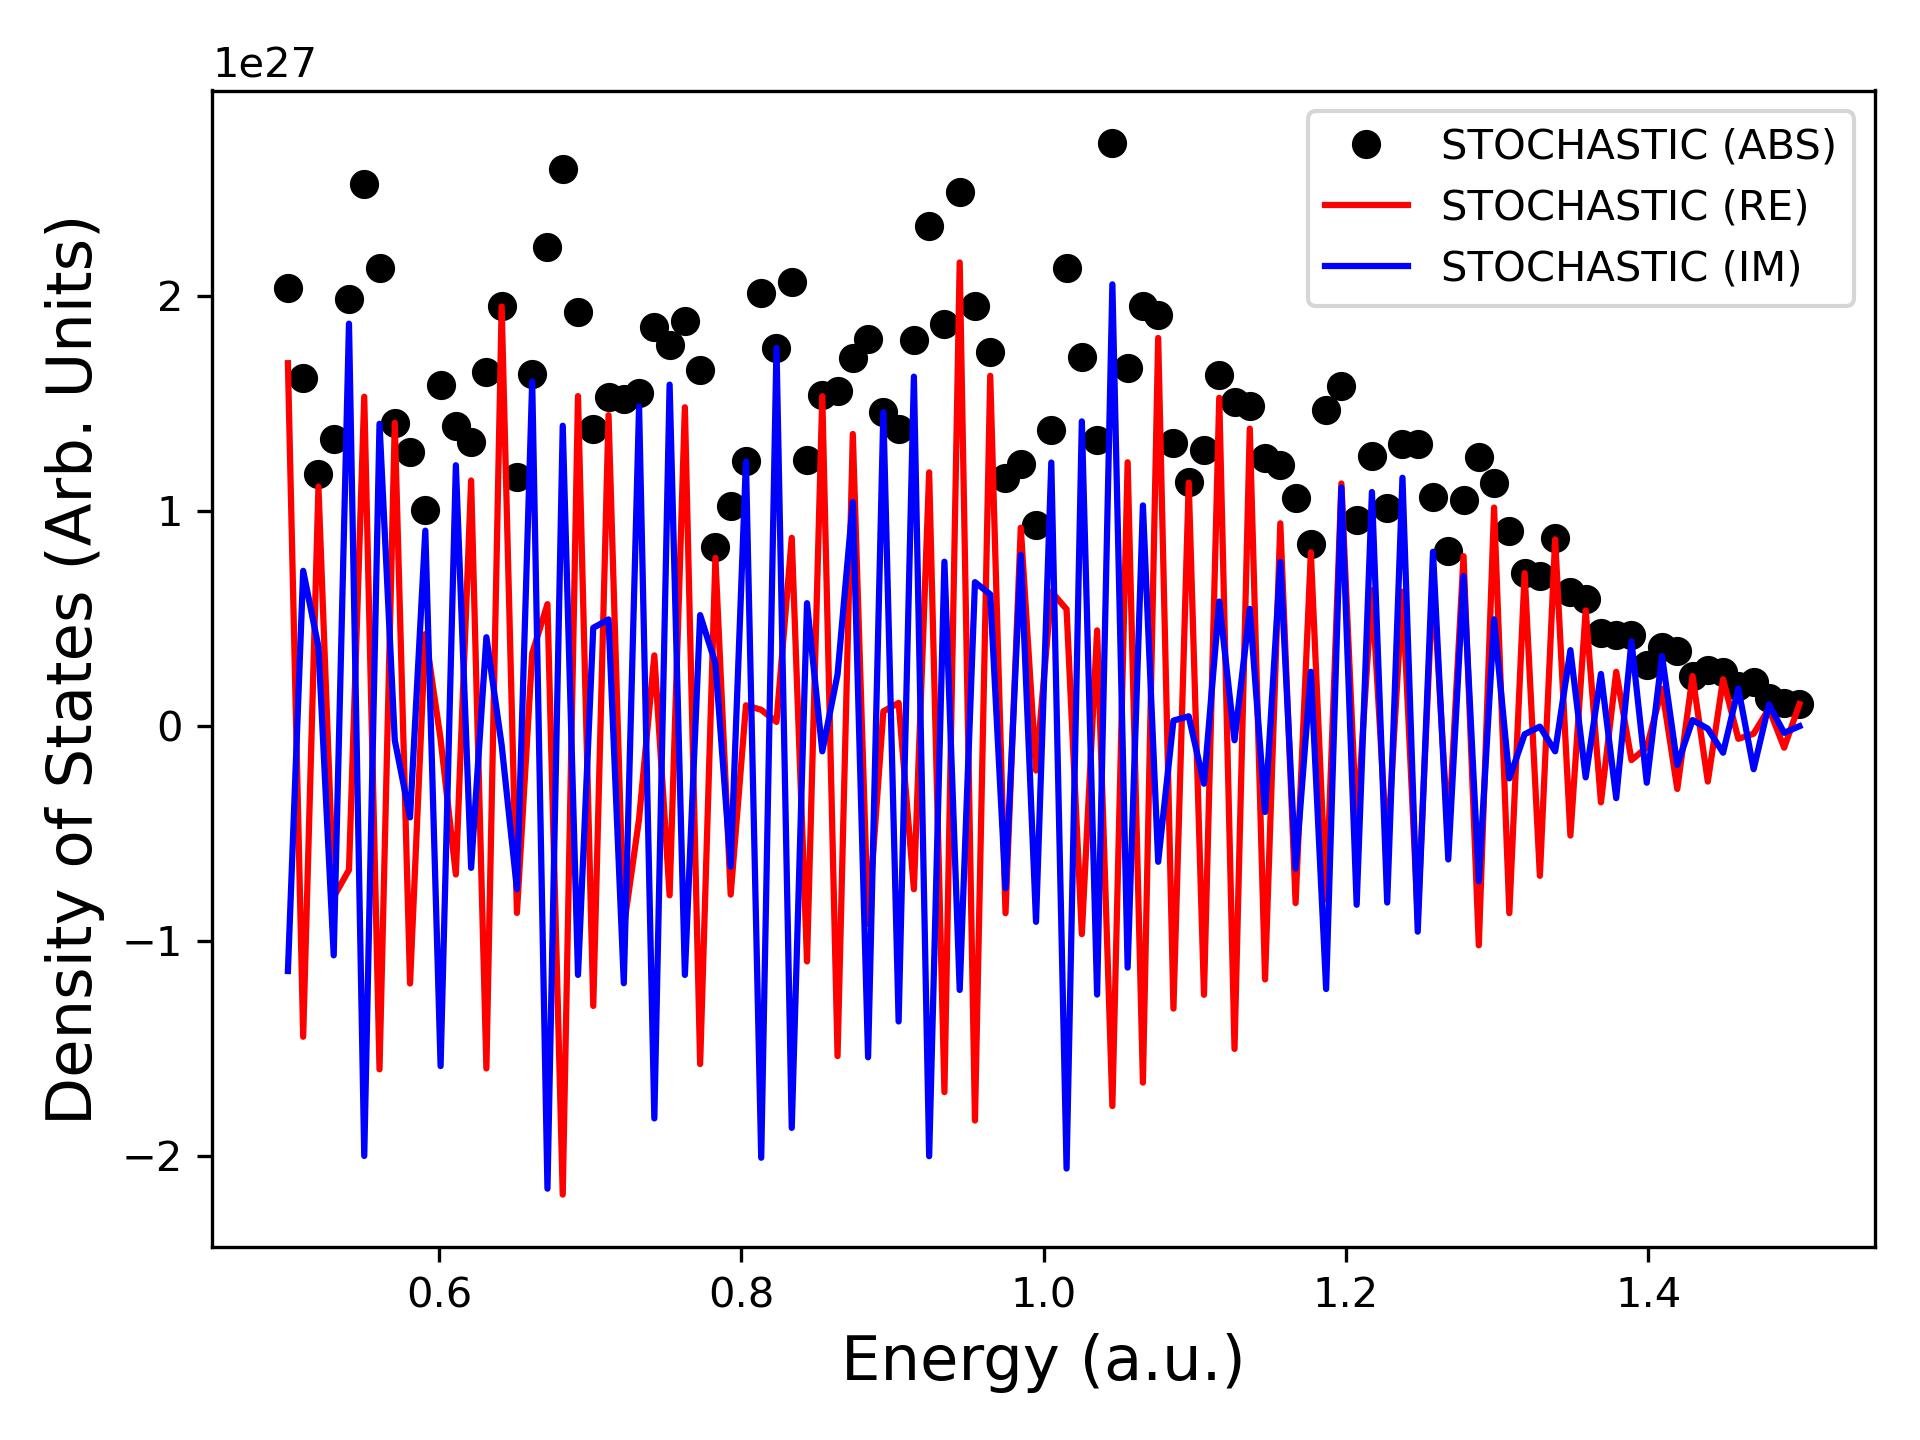 1e27
STOCHASTIC (ABS)
STOCHASTIC (RE)
STOCHASTIC (IM)
Density of States (Arb. Units)
2
1
0
−1
−2
0.6 0.8 1.0 1.2 1.4
Energy (a.u.)